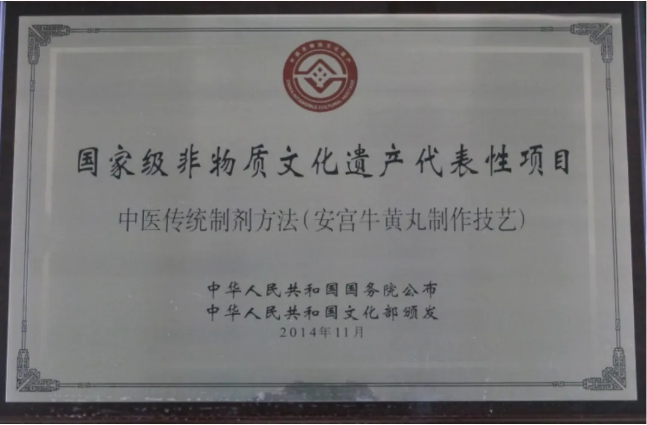 国家级非物质文化遗产代表性项目
中医传统制剂方法(安宫牛黄丸制作技艺)
中华人民共和国国务院公布
中华人民共和国文化部颁发
2014年11月